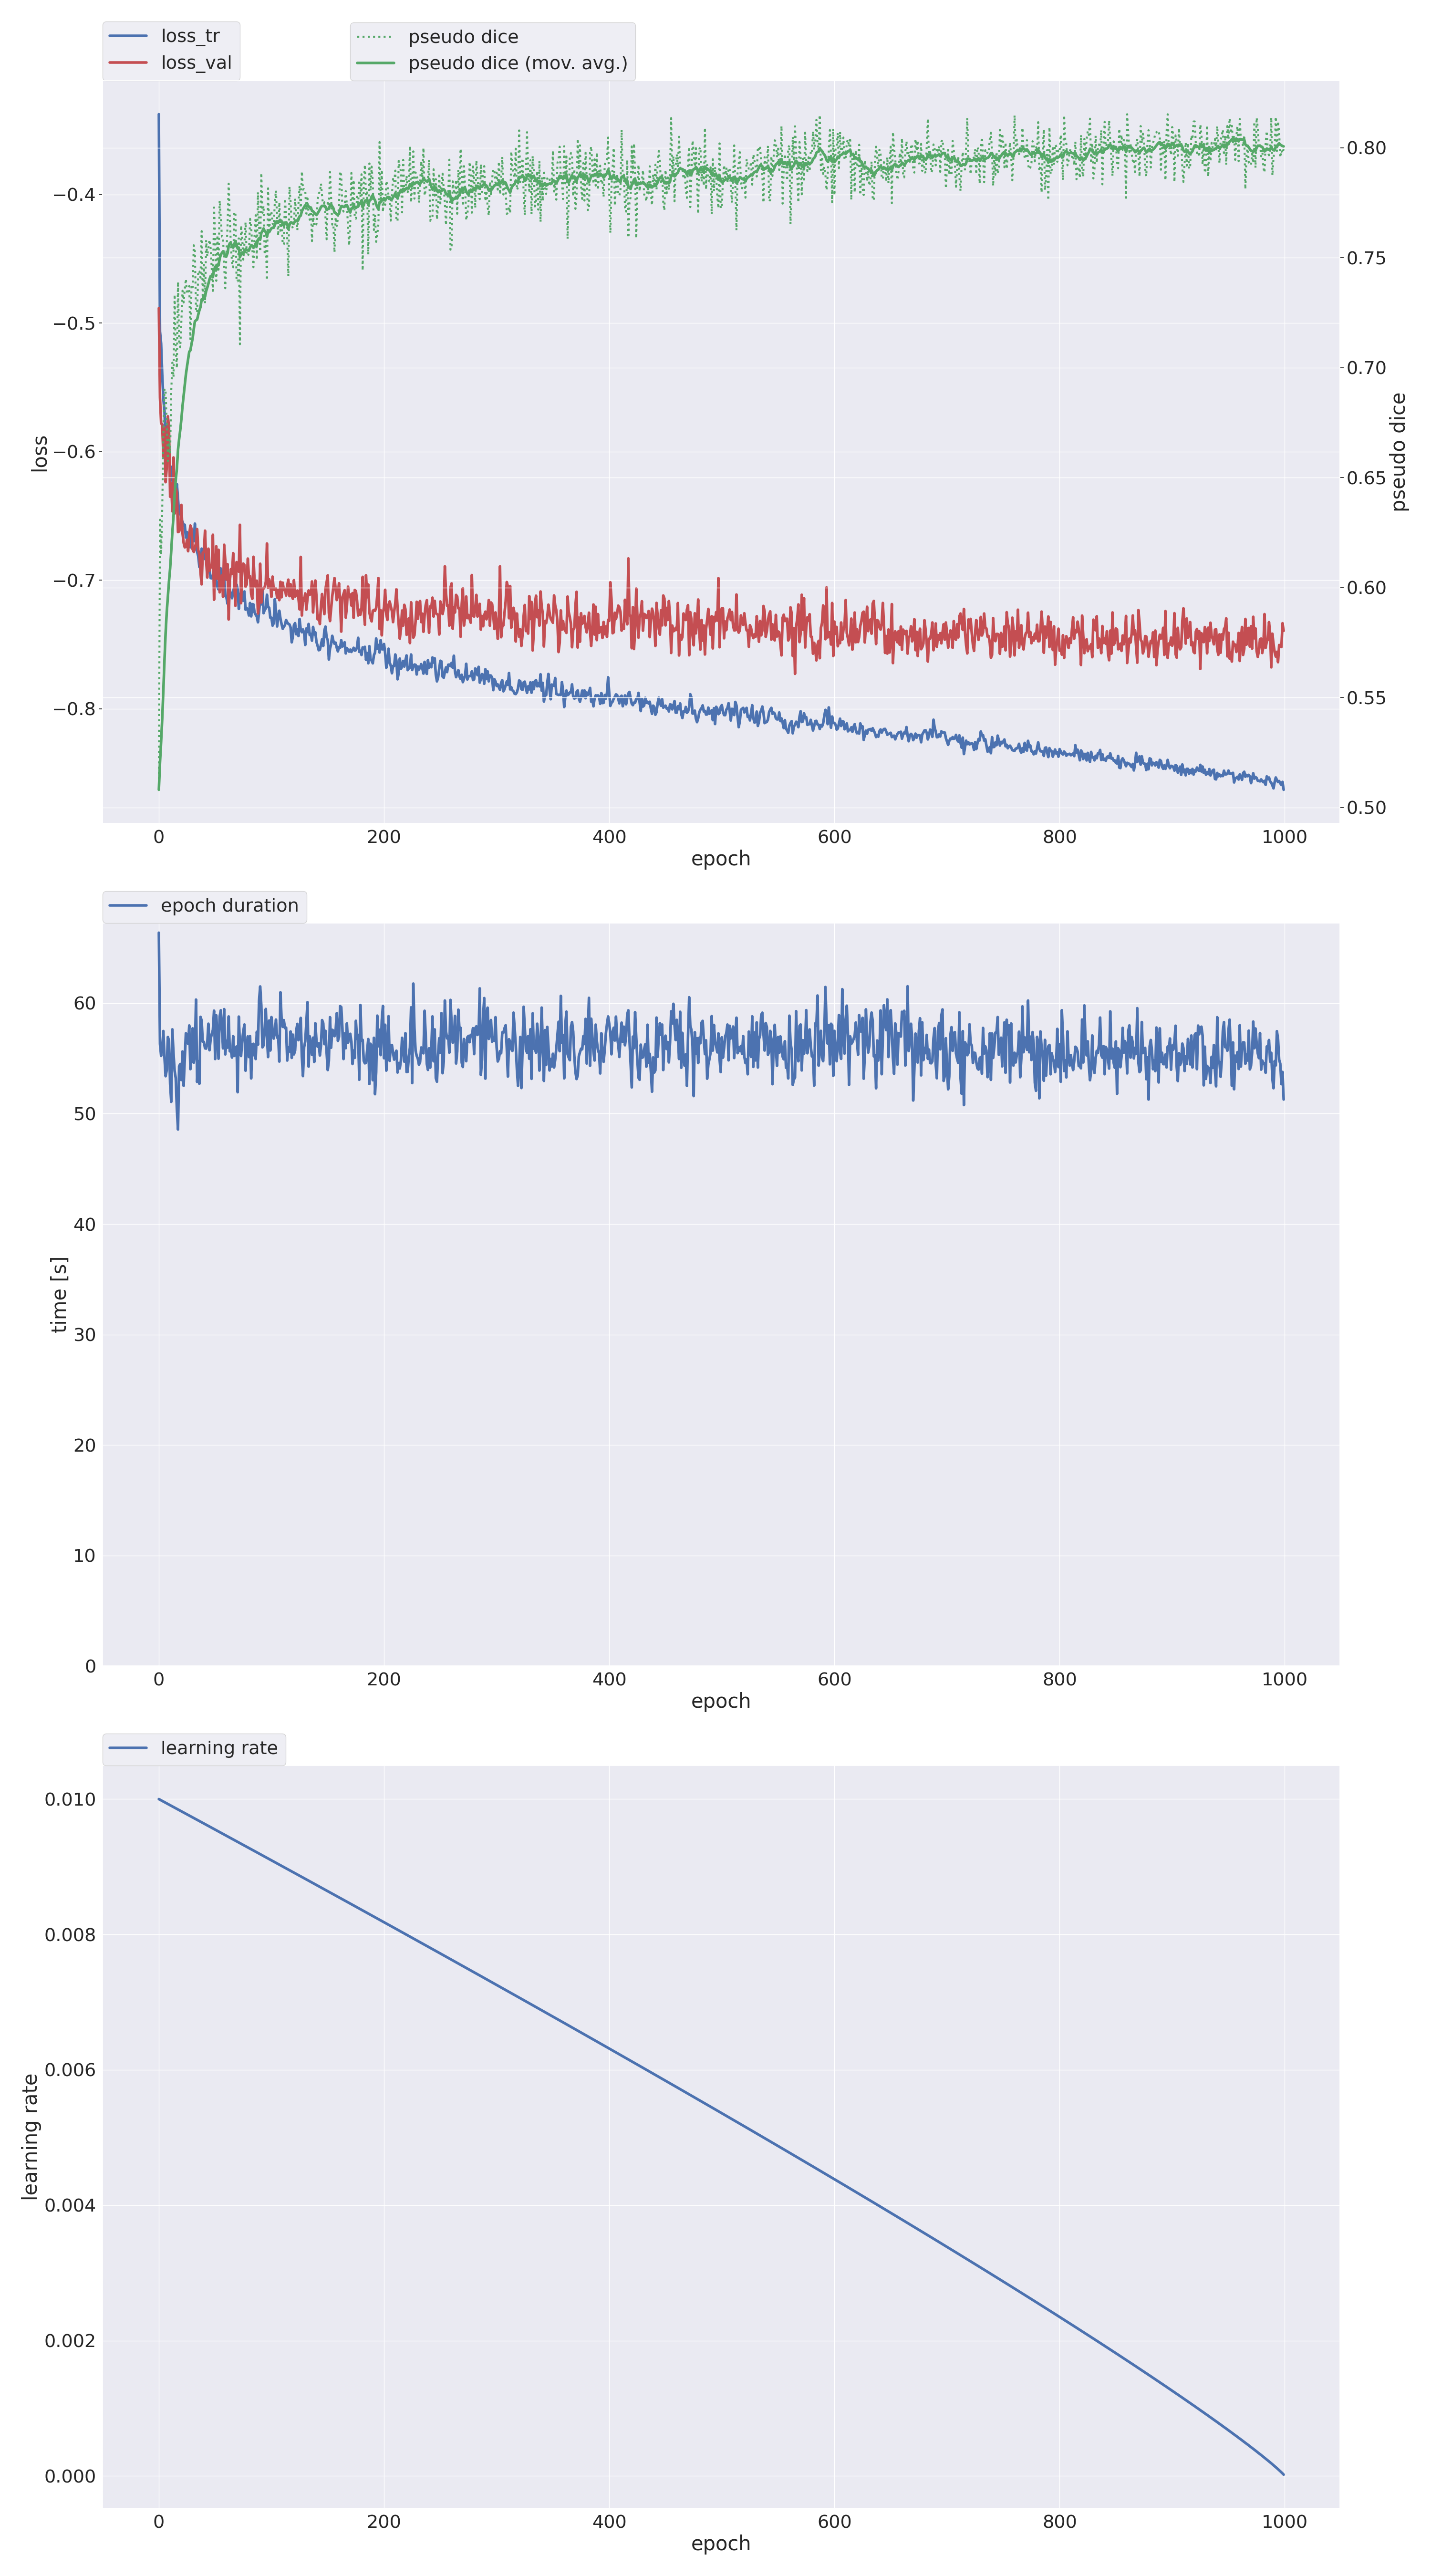 loss_tr
loss_val
pseudo dice
pseudo dice (mov. avg.)
−0.4
−0.5
−0.6
−0.7
−0.8
loss
0.80
0.75
0.70
0.65
0.60
0.55
0.50
pseudo dice
0 200 400 600 800 1000
epoch
epoch duration
60
50
40
30
20
10
0
time [s]
0 200 400 600 800 1000
epoch
learning rate
0.010
0.008
0.006
0.004
0.002
0.000
learning rate
0 200 400 600 800 1000
epoch